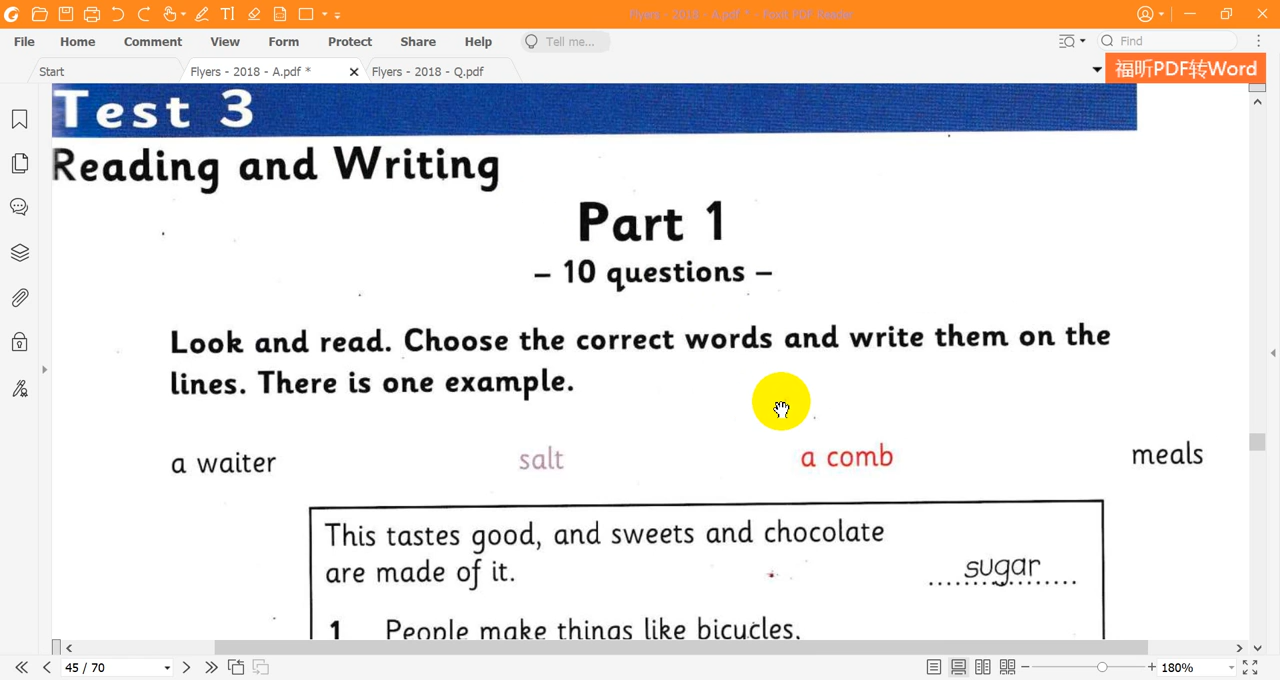 Flyers - 2018 - A.pdf * - Foxit PDF Reader
File Home Comment View Form Protect Share Help Tell me... Find
Start Flyers - 2018 - A.pdf * Flyers - 2018 - Q.pdf 福昕PDF转Word
Test 3
Reading and Writing
Part 1
– 10 questions –
Look and read. Choose the correct words and write them on the
lines. There is one example.
a waiter salt a comb meals
This tastes good, and sweets and chocolate
are made of it. sugar
1 People make things like bicycles,
45 / 70 180%